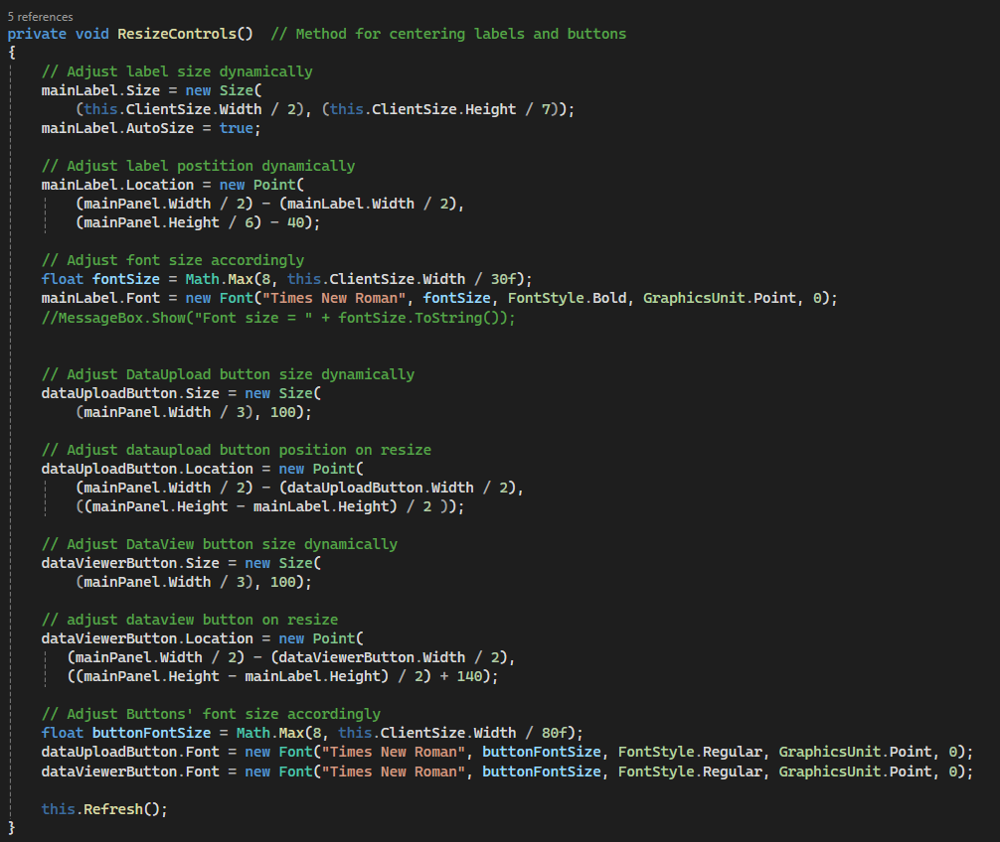 5 references
private void ResizeControls()  // Method for centering labels and buttons
{
    // Adjust label size dynamically
    mainLabel.Size = new Size(
        (this.ClientSize.Width / 2), (this.ClientSize.Height / 7));
    mainLabel.AutoSize = true;

    // Adjust label postition dynamically
    mainLabel.Location = new Point(
        (mainPanel.Width / 2) - (mainLabel.Width / 2),
        (mainPanel.Height / 6) - 40);

    // Adjust font size accordingly
    float fontSize = Math.Max(8, this.ClientSize.Width / 30f);
    mainLabel.Font = new Font("Times New Roman", fontSize, FontStyle.Bold, GraphicsUnit.Point, 0);
    //MessageBox.Show("Font size = " + fontSize.ToString());


    // Adjust DataUpload button size dynamically
    dataUploadButton.Size = new Size(
        (mainPanel.Width / 3), 100);

    // Adjust dataupload button position on resize
    dataUploadButton.Location = new Point(
        (mainPanel.Width / 2) - (dataUploadButton.Width / 2),
        ((mainPanel.Height - mainLabel.Height) / 2 ));

    // Adjust DataView button size dynamically
    dataViewerButton.Size = new Size(
        (mainPanel.Width / 3), 100);

    // adjust dataview button on resize
    dataViewerButton.Location = new Point(
       (mainPanel.Width / 2) - (dataViewerButton.Width / 2),
       ((mainPanel.Height - mainLabel.Height) / 2) + 140);

    // Adjust Buttons' font size accordingly
    float buttonFontSize = Math.Max(8, this.ClientSize.Width / 80f);
    dataUploadButton.Font = new Font("Times New Roman", buttonFontSize, FontStyle.Regular, GraphicsUnit.Point, 0);
    dataViewerButton.Font = new Font("Times New Roman", buttonFontSize, FontStyle.Regular, GraphicsUnit.Point, 0);

    this.Refresh();
}